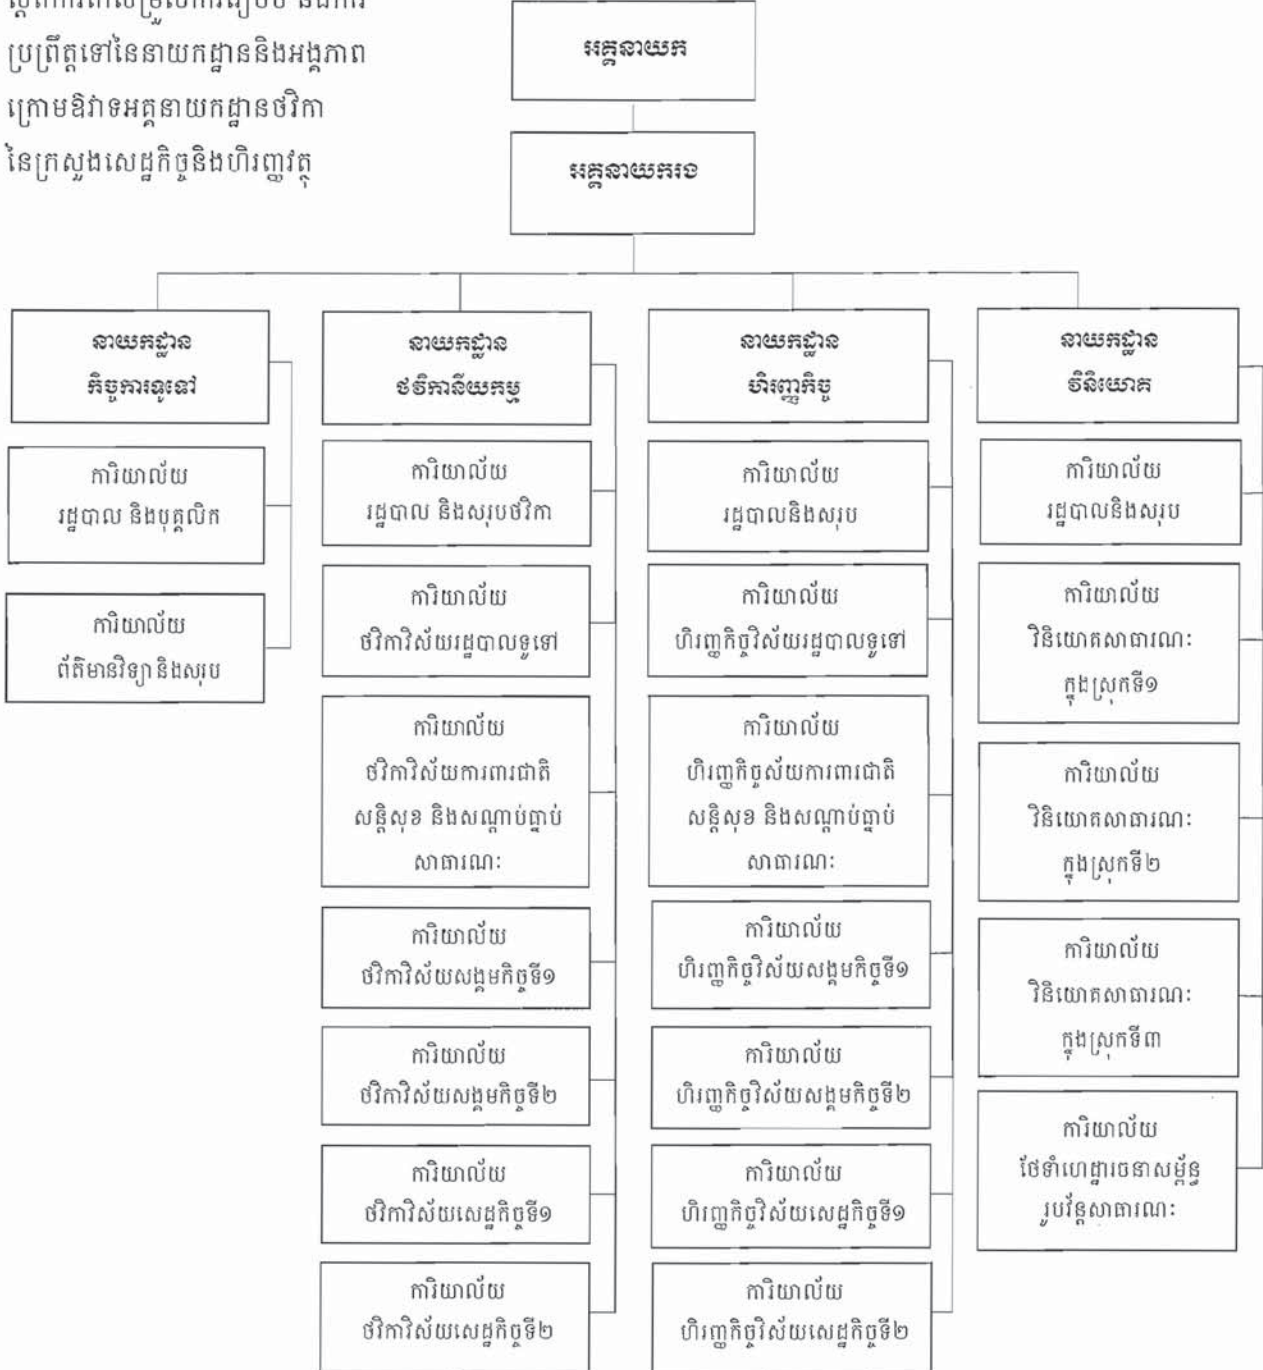 ប្រព្រឹត្តទៅនៃនាយកដ្ឋាននិងអង្គភាព
ក្រោមឱវាទអគ្គនាយកដ្ឋានថវិកា
នៃក្រសួងសេដ្ឋកិច្ចនិងហិរញ្ញវត្ថុ
អគ្គនាយក
អគ្គនាយករង
នាយកដ្ឋាន
កិច្ចការទូទៅ
ការិយាល័យ
រដ្ឋបាល និងបុគ្គលិក
ការិយាល័យ
ព័ត៌មានវិទ្យា និងសរុប
នាយកដ្ឋាន
ថវិកានីយកម្ម
ការិយាល័យ
រដ្ឋបាល និងសរុបថវិកា
ការិយាល័យ
ថវិកាវិស័យរដ្ឋបាលទូទៅ
ការិយាល័យ
ថវិកាវិស័យការពារជាតិ
សន្តិសុខ និងសណ្តាប់ធ្នាប់
សាធារណៈ
ការិយាល័យ
ថវិកាវិស័យសង្គមកិច្ចទី១
ការិយាល័យ
ថវិកាវិស័យសង្គមកិច្ចទី២
ការិយាល័យ
ថវិកាវិស័យសេដ្ឋកិច្ចទី១
ការិយាល័យ
ថវិកាវិស័យសេដ្ឋកិច្ចទី២
នាយកដ្ឋាន
ហិរញ្ញកិច្ច
ការិយាល័យ
រដ្ឋបាលនិងសរុប
ការិយាល័យ
ហិរញ្ញកិច្ចវិស័យរដ្ឋបាលទូទៅ
ការិយាល័យ
ហិរញ្ញកិច្ចស័យការពារជាតិ
សន្តិសុខ និងសណ្តាប់ធ្នាប់
សាធារណៈ
ការិយាល័យ
ហិរញ្ញកិច្ចវិស័យសង្គមកិច្ចទី១
ការិយាល័យ
ហិរញ្ញកិច្ចវិស័យសង្គមកិច្ចទី២
ការិយាល័យ
ហិរញ្ញកិច្ចវិស័យសេដ្ឋកិច្ចទី១
ការិយាល័យ
ហិរញ្ញកិច្ចវិស័យសេដ្ឋកិច្ចទី២
នាយកដ្ឋាន
វិនិយោគ
ការិយាល័យ
រដ្ឋបាលនិងសរុប
ការិយាល័យ
វិនិយោគសាធារណៈ
ក្នុងស្រុកទី១
ការិយាល័យ
វិនិយោគសាធារណៈ
ក្នុងស្រុកទី២
ការិយាល័យ
វិនិយោគសាធារណៈ
ក្នុងស្រុកទី៣
ការិយាល័យ
ថែទាំហេដ្ឋារចនាសម្ព័ន្ធ
រូបវ័ន្តសាធារណៈ